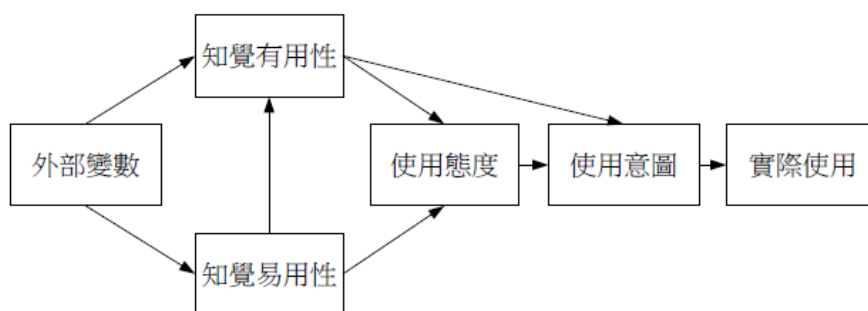 知覺有用性
外部變數
使用態度
使用意圖
實際使用
知覺易用性